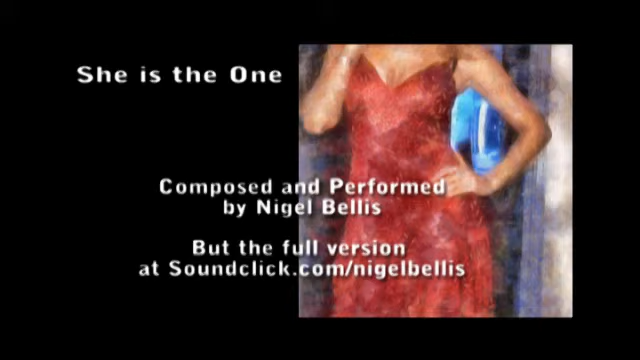 She is the One
Composed and Performed
by Nigel Bellis
But the full version
at Soundclick.com/nigelbellis